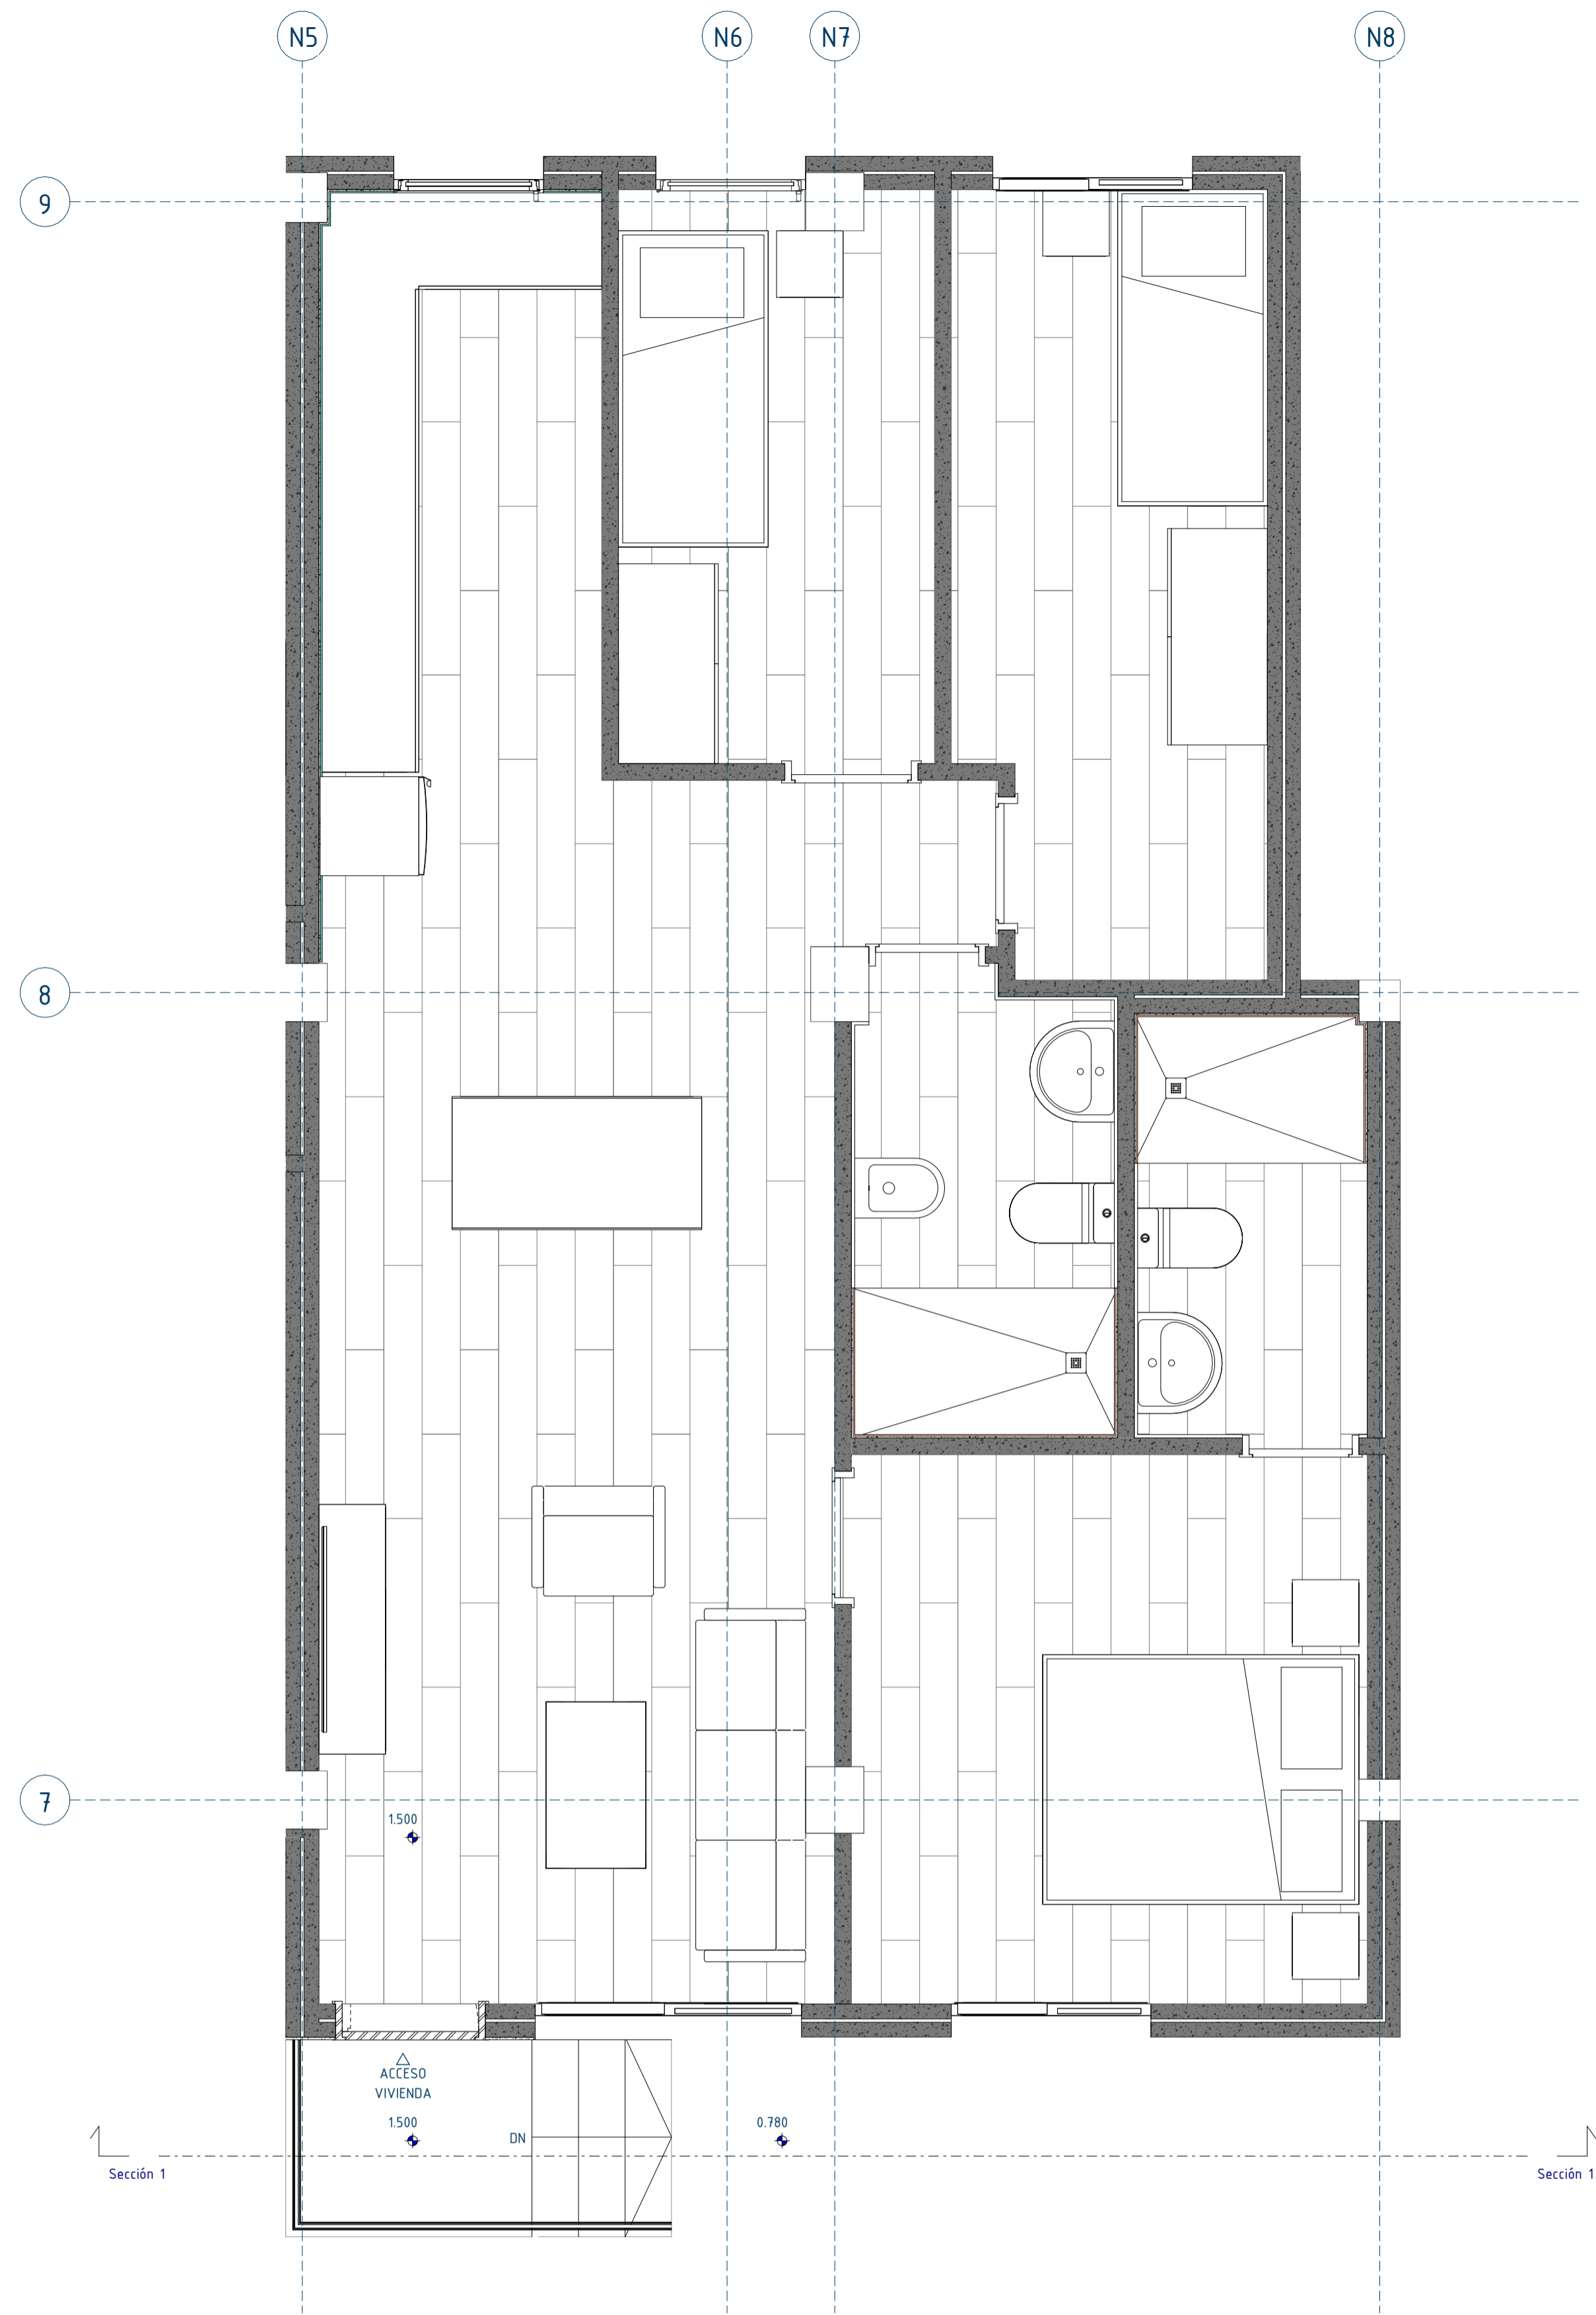 N5 N6 N7 N8
9
8
7
1.500
ACCESO
VIVIENDA
1.500
0.780
DN
Sección 1
Sección 1